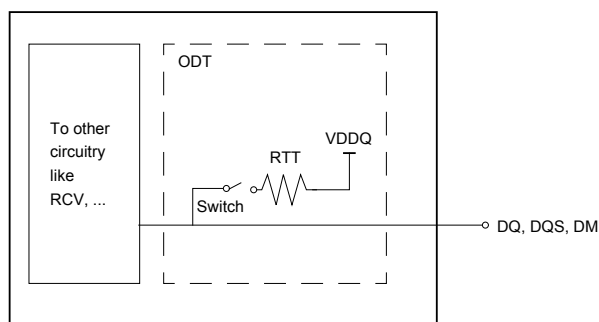 ODT
To other
circuitry
like
RCV, ...
VDDQ
RTT
Switch
DQ, DQS, DM